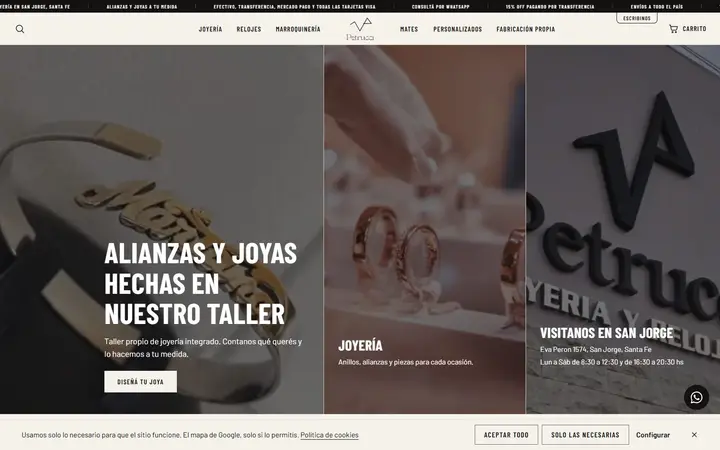 JOYERÍA EN SAN JORGE, SANTA FE
ALIANZAS Y JOYAS A TU MEDIDA
EFECTIVO, TRANSFERENCIA, MERCADO PAGO Y TODAS LAS TARJETAS VISA
CONSULTÁ POR WHATSAPP
15% OFF PAGANDO POR TRANSFERENCIA
ENVÍOS A TODO EL PAÍS
ESCRIBINOS
JOYERÍA RELOJES MARROQUINERÍA
Petrucci
MATES PERSONALIZADOS FABRICACIÓN PROPIA
CARRITO
ALIANZAS Y JOYAS
HECHAS EN
NUESTRO TALLER
Taller propio de joyería integrado. Contanos qué querés y
lo hacemos a tu medida.
DISEÑÁ TU JOYA
JOYERÍA
Anillos, alianzas y piezas para cada ocasión.
Petruc
YERIA Y RELOJ
VISITANOS EN SAN JORGE
Eva Peron 1574, San Jorge, Santa Fe
Lun a Sáb de 8:30 a 12:30 y de 16:30 a 20:30 hs
Usamos solo lo necesario para que el sitio funcione. El mapa de Google, solo si lo permitís. Política de cookies
ACEPTAR TODO
SOLO LAS NECESARIAS
Configurar